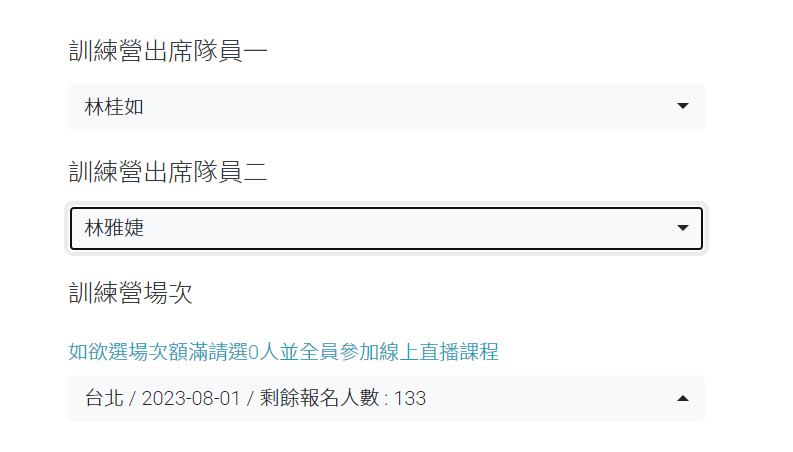 訓練營出席隊員一
林桂如
訓練營出席隊員二
林雅婕
訓練營場次
如欲選場次額滿請選0人並全員參加線上直播課程
台北 / 2023-08-01 / 剩餘報名人數 : 133